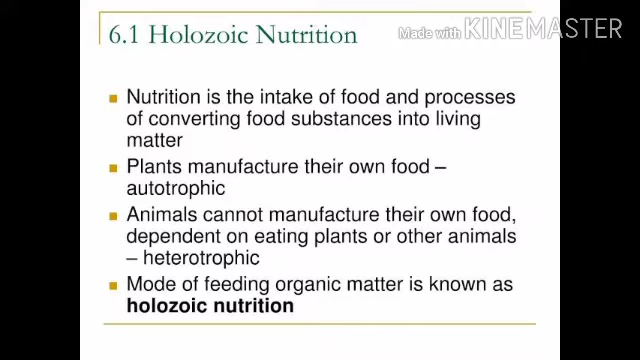 6.1 Holozoic Nutrition
Made with KINEMASTER
Nutrition is the intake of food and processes
of converting food substances into living
matter
Plants manufacture their own food –
autotrophic
Animals cannot manufacture their own food,
dependent on eating plants or other animals
– heterotrophic
Mode of feeding organic matter is known as
holozoic nutrition